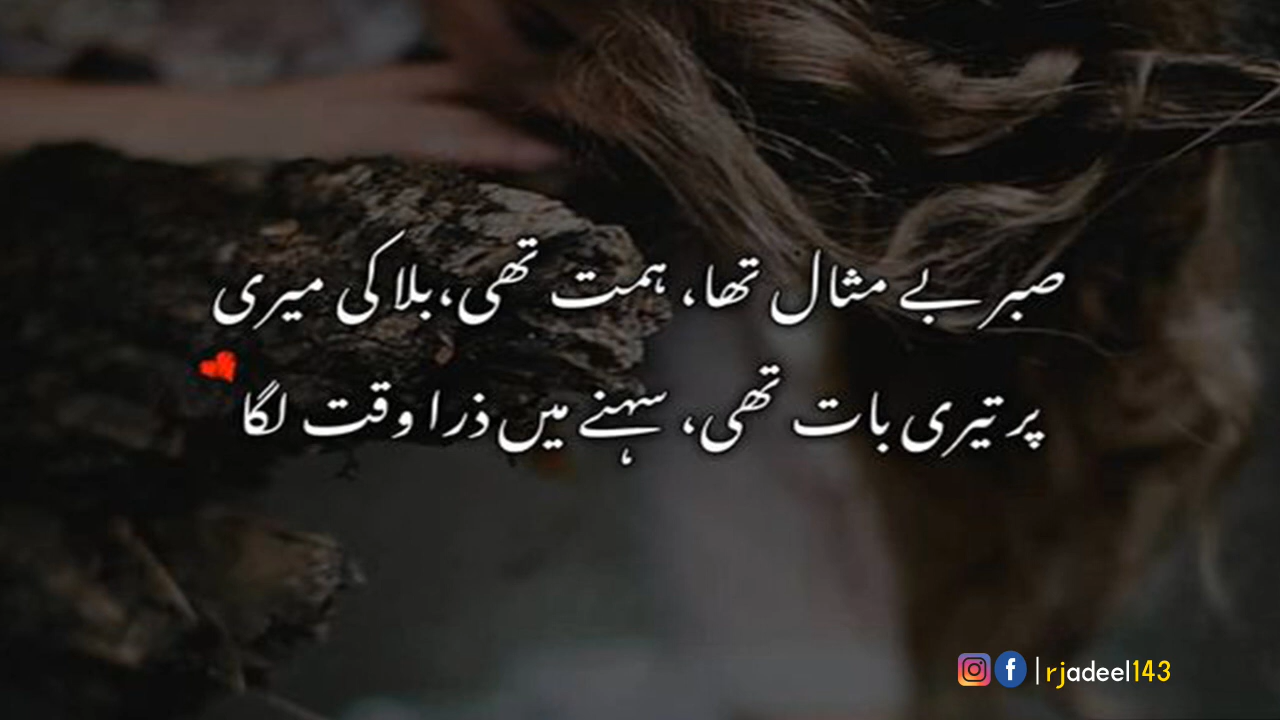 صبر بے مثال تھا، ہمت تھی، بلا کی میری
پر تیری بات تھی، سہنے میں ذرا وقت لگا
|rjadeel143